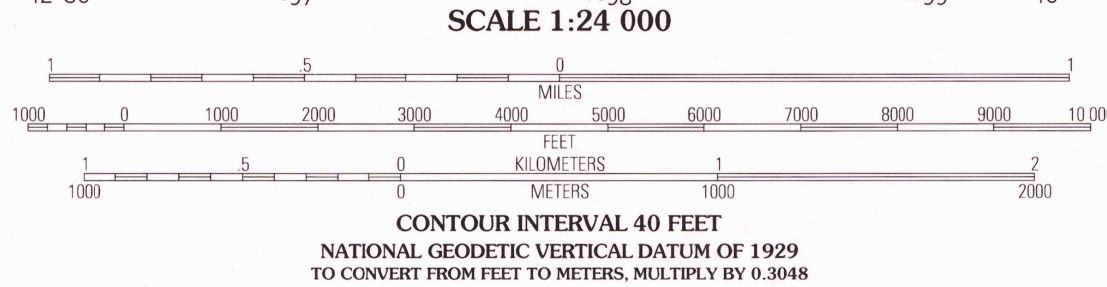 SCALE 1:24 000
1 .5 0 1
MILES
1000 0 1000 2000 3000 4000 5000 6000 7000 8000 9000 10 00
FEET
1 .5 0 KILOMETERS 1 2
1000 0 METERS 1000 2000
CONTOUR INTERVAL 40 FEET
NATIONAL GEODETIC VERTICAL DATUM OF 1929
TO CONVERT FROM FEET TO METERS, MULTIPLY BY 0.3048